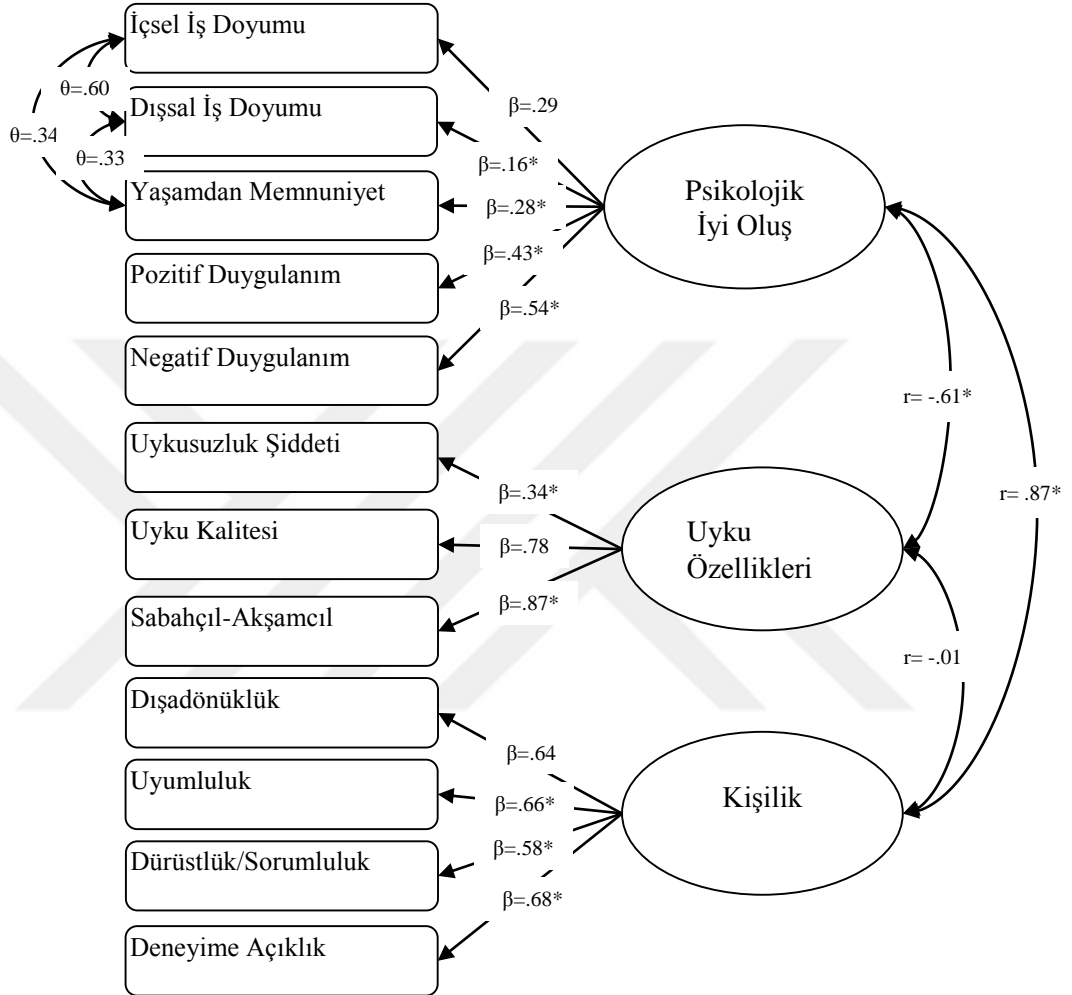 İçsel İş Doyumu
θ=.60
β=.29
Dışsal İş Doyumu
θ=.34
θ=.33
β=.16*
Yaşamdan Memnuniyet
β=.28*
Psikolojik
İyi Oluş
β=.43*
Pozitif Duygulanım
β=.54*
Negatif Duygulanım
r= -.61*
Uykusuzluk Şiddeti
β=.34*
r= .87*
Uyku Kalitesi
β=.78
Uyku
Özellikleri
β=.87*
Sabahçıl-Akşamcıl
r= -.01
Dışadönüklük
β=.64
Uyumluluk
β=.66*
Kişilik
Dürüstlük/Sorumluluk
β=.58*
β=.68*
Deneyime Açıklık